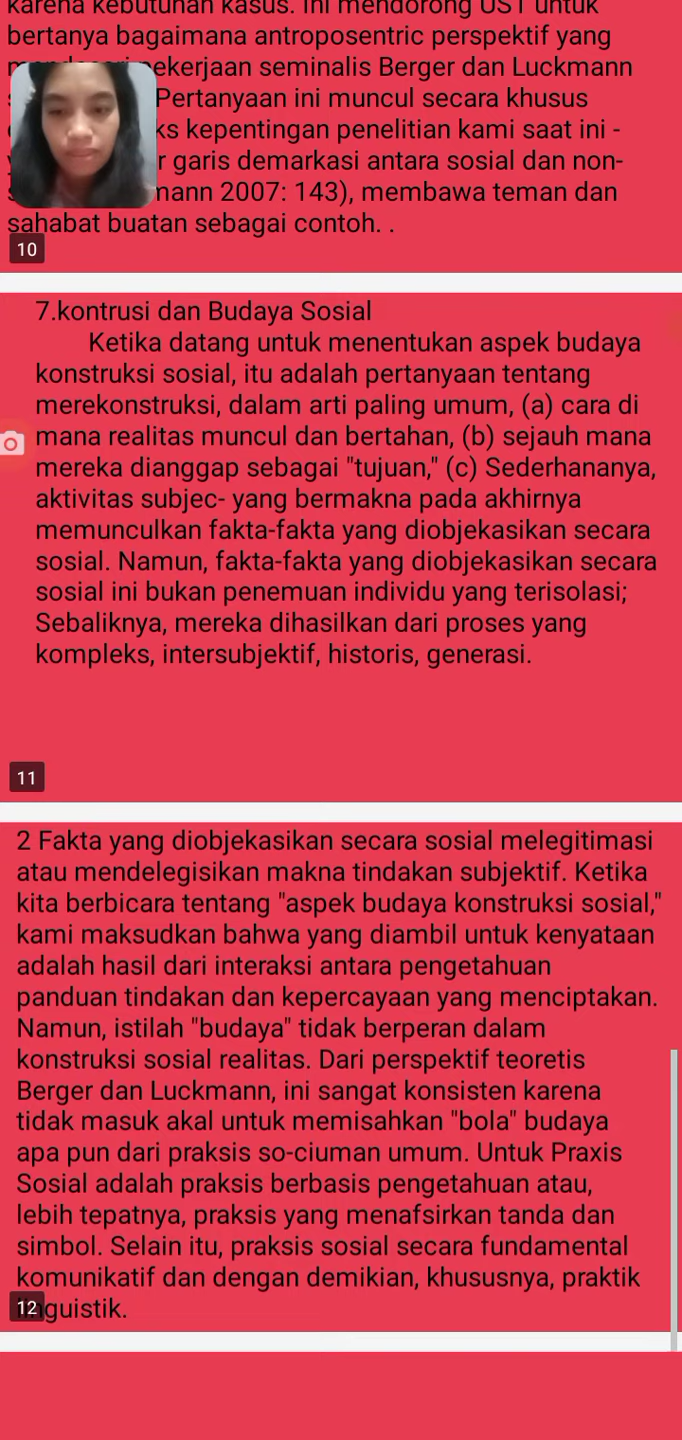 karena kebutuhan kasus. Ini mendorong UST untuk
bertanya bagaimana antroposentric perspektif yang
pekerjaan seminalis Berger dan Luckmann
Pertanyaan ini muncul secara khusus
ks kepentingan penelitian kami saat ini -
r garis demarkasi antara sosial dan non-
mann 2007: 143), membawa teman dan
sahabat buatan sebagai contoh. .
10
7.kontrusi dan Budaya Sosial
Ketika datang untuk menentukan aspek budaya
konstruksi sosial, itu adalah pertanyaan tentang
merekonstruksi, dalam arti paling umum, (a) cara di
mana realitas muncul dan bertahan, (b) sejauh mana
mereka dianggap sebagai "tujuan," (c) Sederhananya,
aktivitas subjec- yang bermakna pada akhirnya
memunculkan fakta-fakta yang diobjekasikan secara
sosial. Namun, fakta-fakta yang diobjekasikan secara
sosial ini bukan penemuan individu yang terisolasi;
Sebaliknya, mereka dihasilkan dari proses yang
kompleks, intersubjektif, historis, generasi.
11
2 Fakta yang diobjekasikan secara sosial melegitimasi
atau mendelegisikan makna tindakan subjektif. Ketika
kita berbicara tentang "aspek budaya konstruksi sosial,"
kami maksudkan bahwa yang diambil untuk kenyataan
adalah hasil dari interaksi antara pengetahuan
panduan tindakan dan kepercayaan yang menciptakan.
Namun, istilah "budaya" tidak berperan dalam
konstruksi sosial realitas. Dari perspektif teoretis
Berger dan Luckmann, ini sangat konsisten karena
tidak masuk akal untuk memisahkan "bola" budaya
apa pun dari praksis so-ciuman umum. Untuk Praxis
Sosial adalah praksis berbasis pengetahuan atau,
lebih tepatnya, praksis yang menafsirkan tanda dan
simbol. Selain itu, praksis sosial secara fundamental
komunikatif dan dengan demikian, khususnya, praktik
linguistik.
12